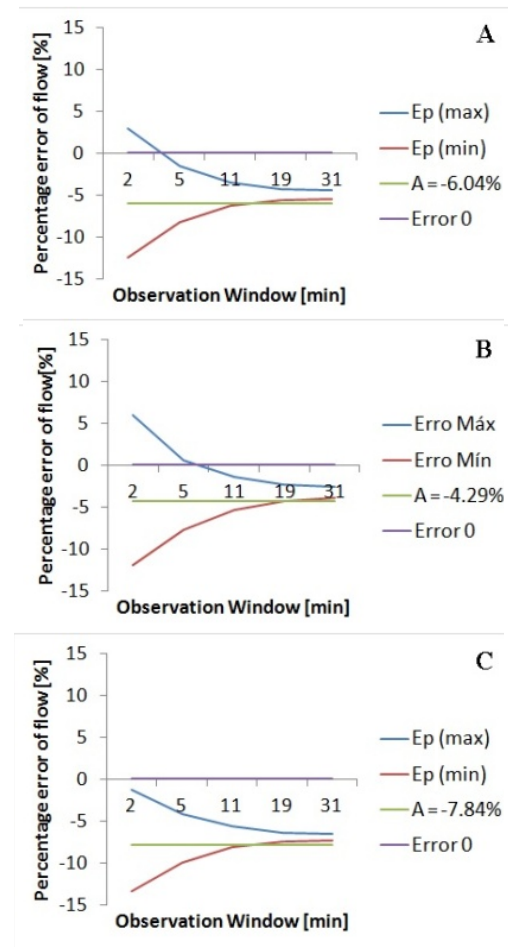 A
Percentage error of flow [%]
15
10
5
0
-5
-10
-15
2 5 11 19 31
Observation Window [min]
Ep (max)
Ep (min)
A = -6.04%
Error 0
B
Percentage error of flow[%]
15
10
5
0
-5
-10
-15
2 5 11 19 31
Observation Window [min]
Erro Máx
Erro Mín
A = -4.29%
Error 0
C
Percentage error of flow [%]
15
10
5
0
-5
-10
-15
2 5 11 19 31
Observation Window [min]
Ep (max)
Ep (min)
A = -7.84%
Error 0